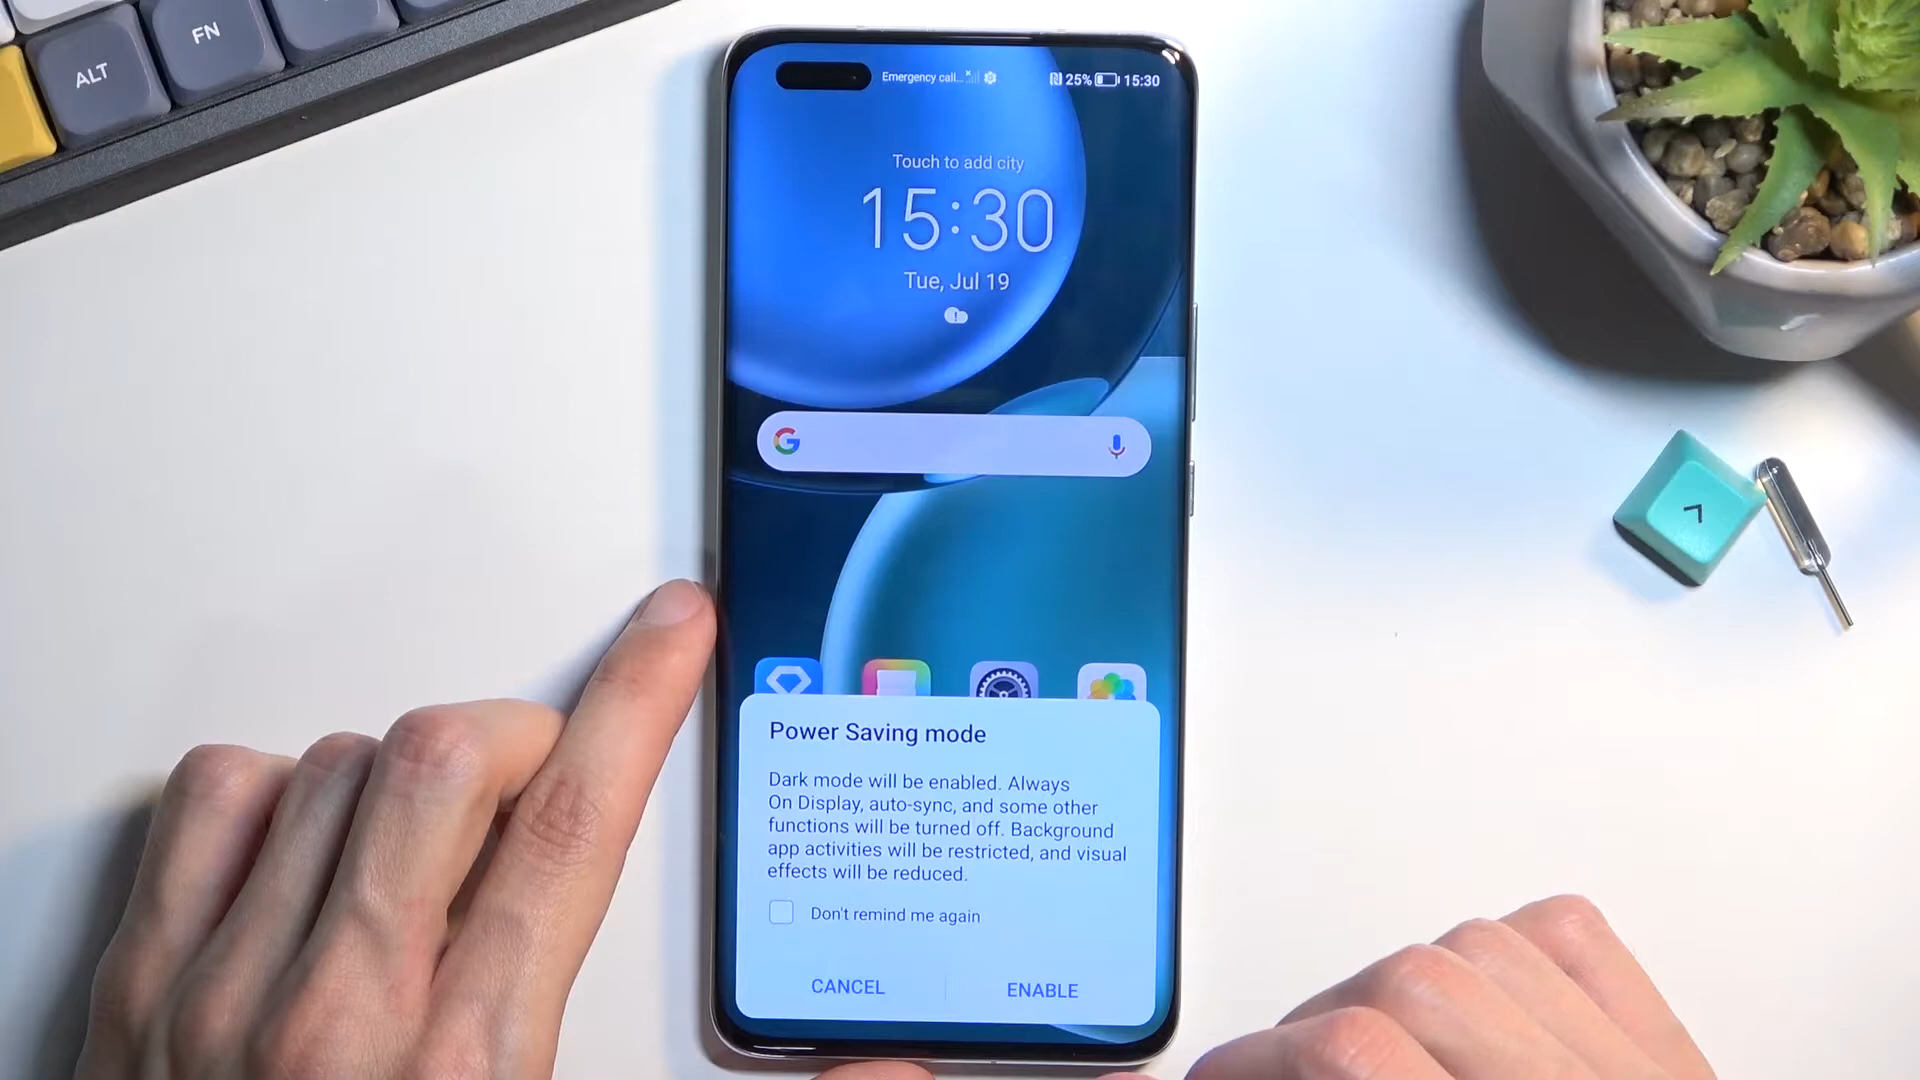 FN
ALT
Emergency call...
25%
15:30
Touch to add city
15:30
Tue, Jul 19
G
Power Saving mode
Dark mode will be enabled. Always
On Display, auto-sync, and some other
functions will be turned off. Background
app activities will be restricted, and visual
effects will be reduced.
Don't remind me again
CANCEL
ENABLE